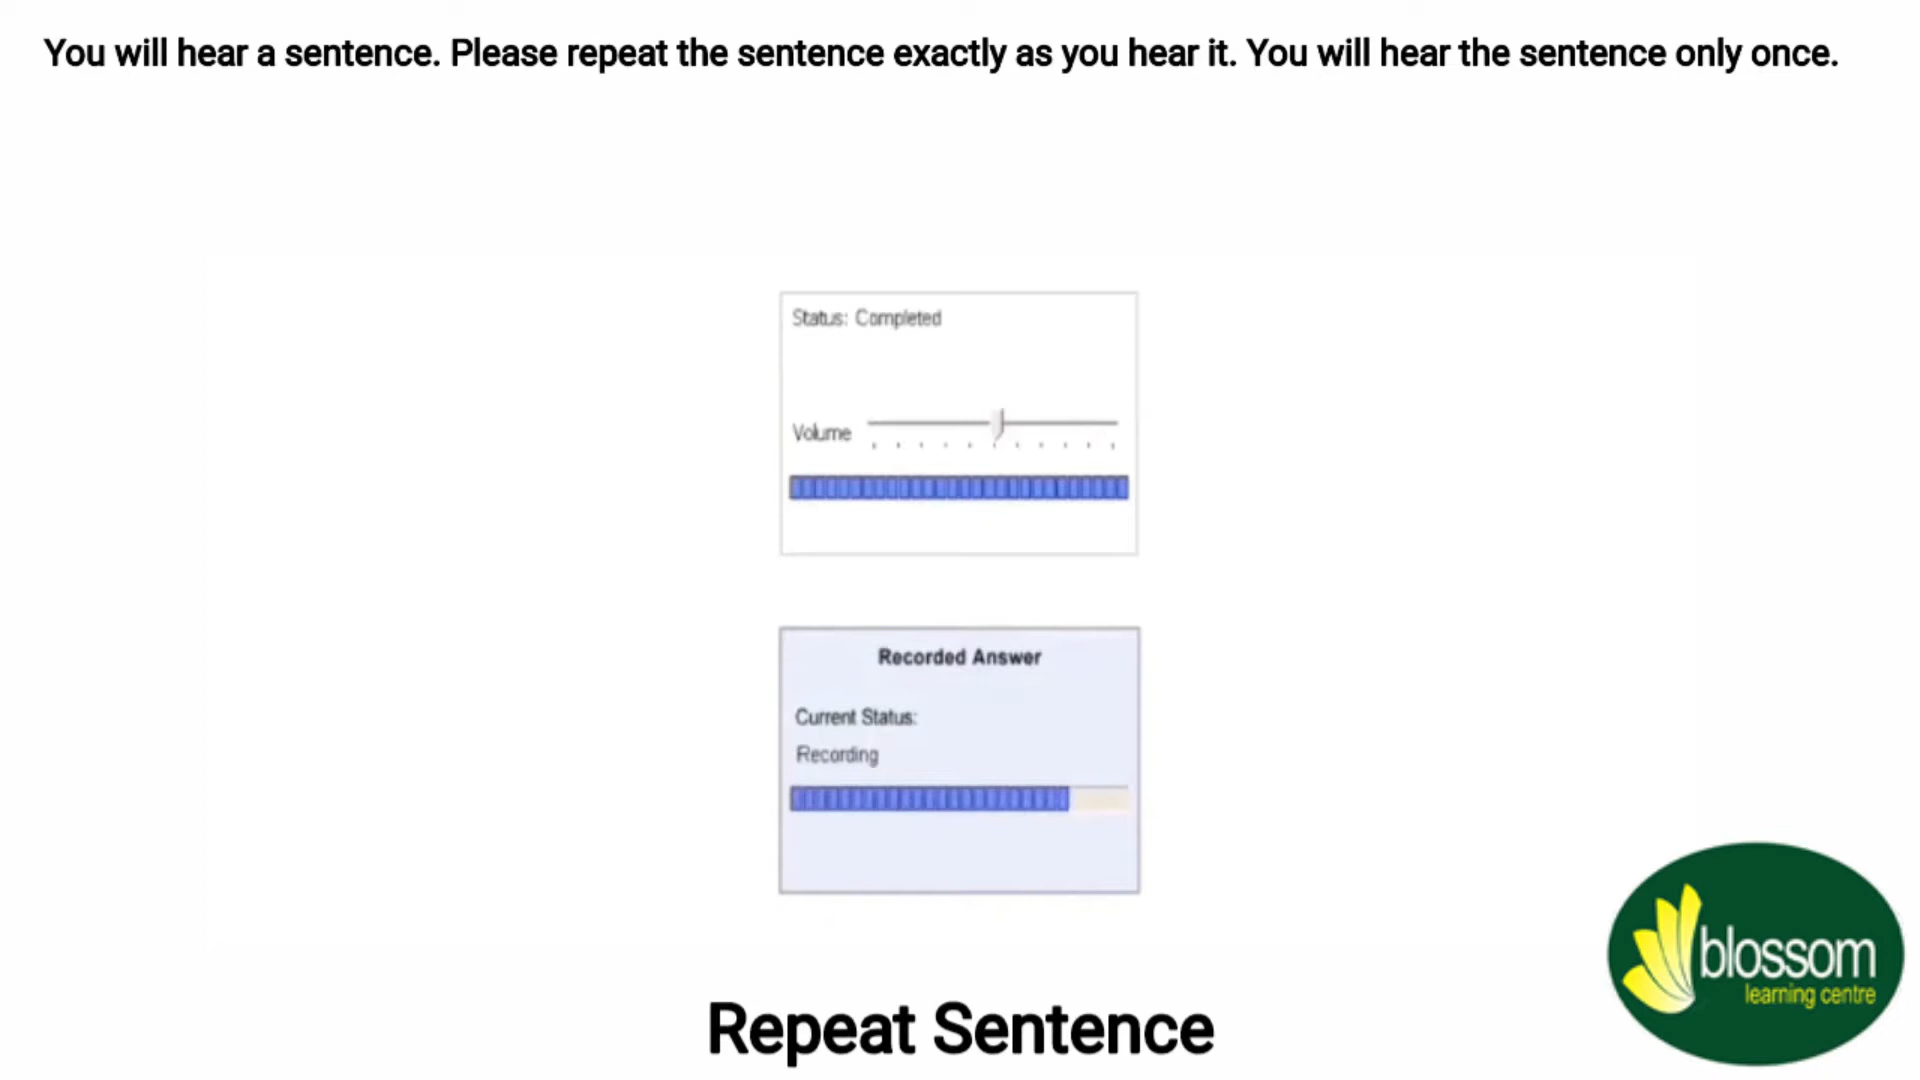 You will hear a sentence. Please repeat the sentence exactly as you hear it. You will hear the sentence only once.
Status: Completed
Volume
Recorded Answer
Current Status:
Recording
blossom
learning centre
Repeat Sentence